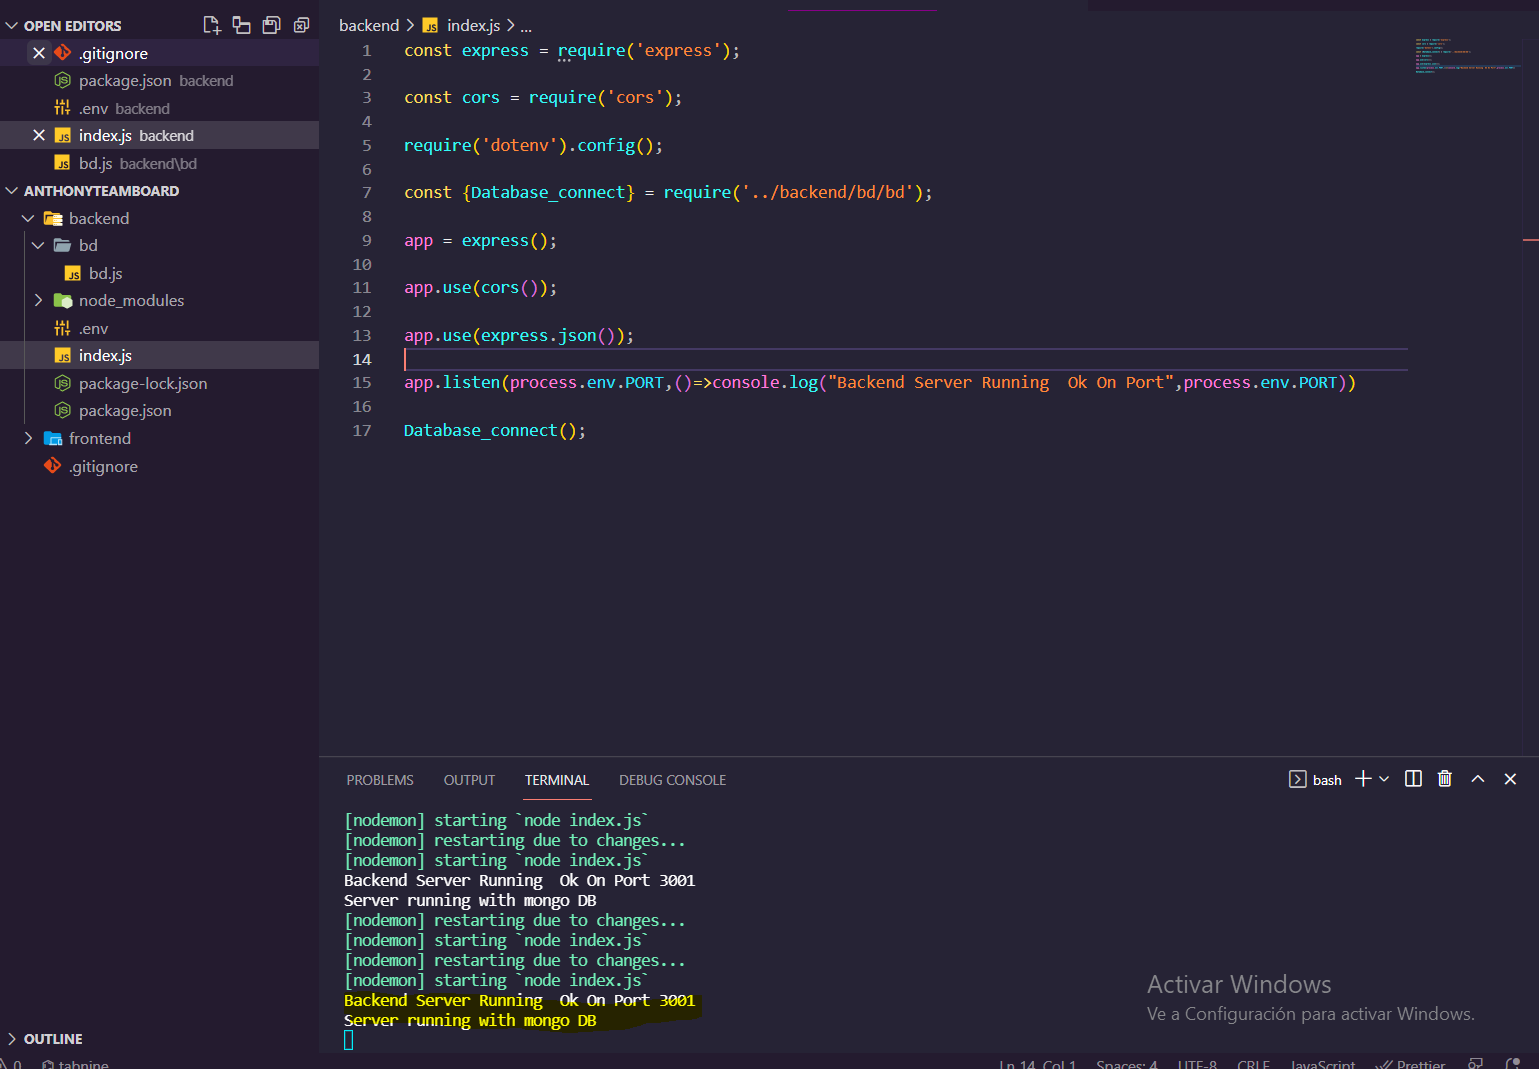 OPEN EDITORS
.gitignore
package.json backend
.env backend
index.js backend
bd.js backend\bd
ANTHONYTEAMBOARD
backend
bd
bd.js
node_modules
.env
index.js
package-lock.json
package.json
frontend
.gitignore
OUTLINE
backend > index.js > ...
1 const express = require('express');
2
3 const cors = require('cors');
4
5 require('dotenv').config();
6
7 const {Database_connect} = require('../backend/bd/bd');
8
9 app = express();
10
11 app.use(cors());
12
13 app.use(express.json());
14
15 app.listen(process.env.PORT,()=>console.log("Backend Server Running  Ok On Port",process.env.PORT))
16
17 Database_connect();
PROBLEMS OUTPUT TERMINAL DEBUG CONSOLE bash
[nodemon] starting `node index.js`
[nodemon] restarting due to changes...
[nodemon] starting `node index.js`
Backend Server Running  Ok On Port 3001
Server running with mongo DB
[nodemon] restarting due to changes...
[nodemon] starting `node index.js`
[nodemon] restarting due to changes...
[nodemon] starting `node index.js`
Backend Server Running  Ok On Port 3001
Server running with mongo DB
Activar Windows
Ve a Configuración para activar Windows.
0 tabnine Ln 14, Col 1 Spaces: 4 UTF-8 CRLF JavaScript Prettier